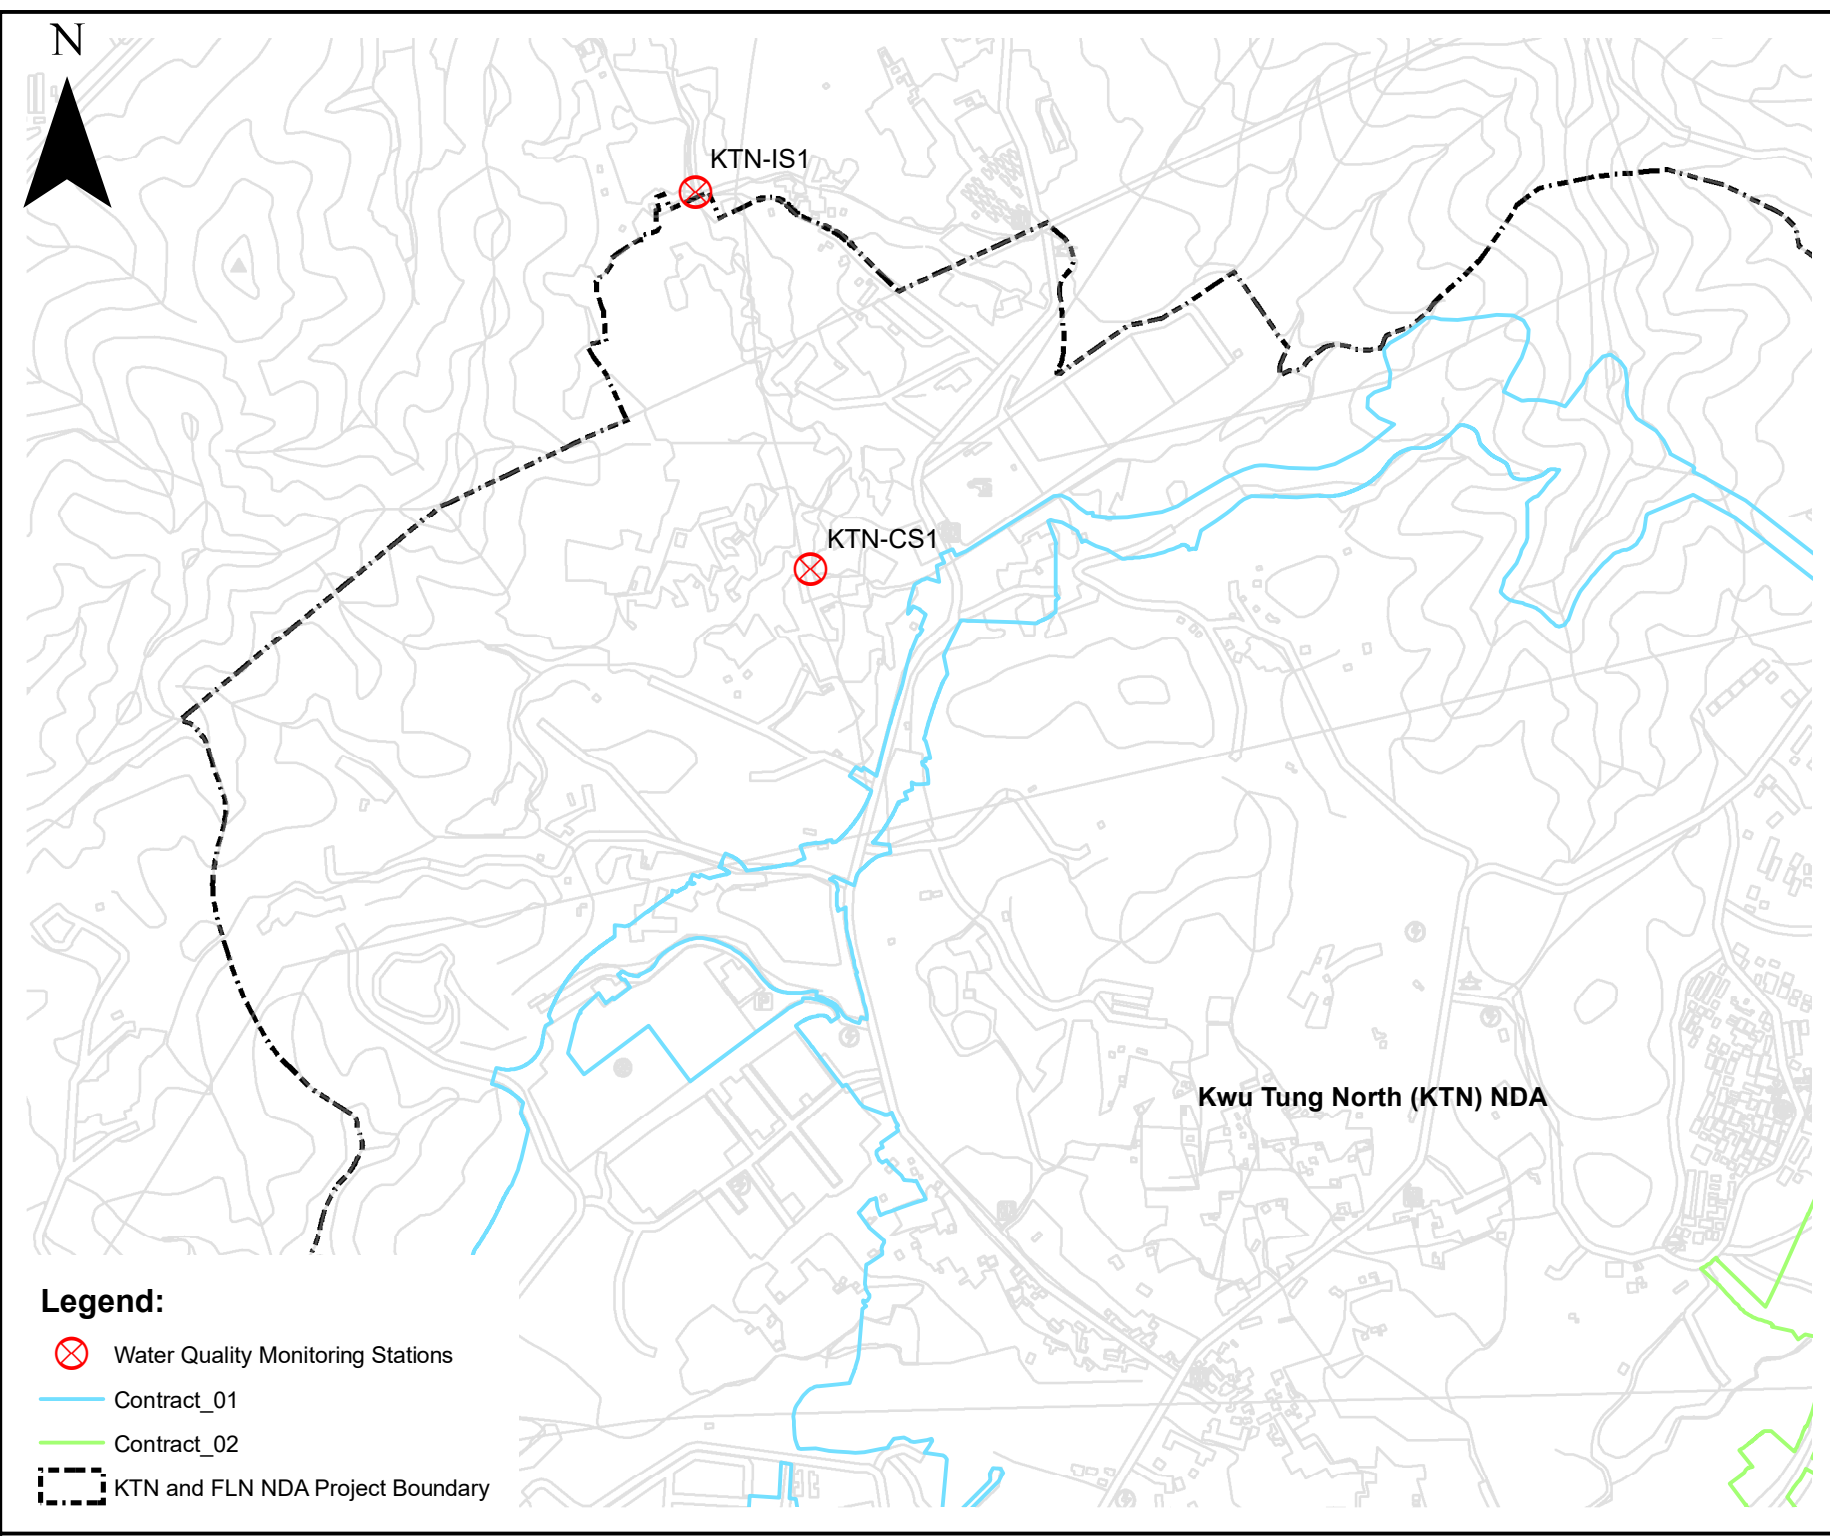 N
KTN-IS1
KTN-CS1
Kwu Tung North (KTN) NDA
Legend:
Water Quality Monitoring Stations
Contract_01
Contract_02
KTN and FLN NDA Project Boundary